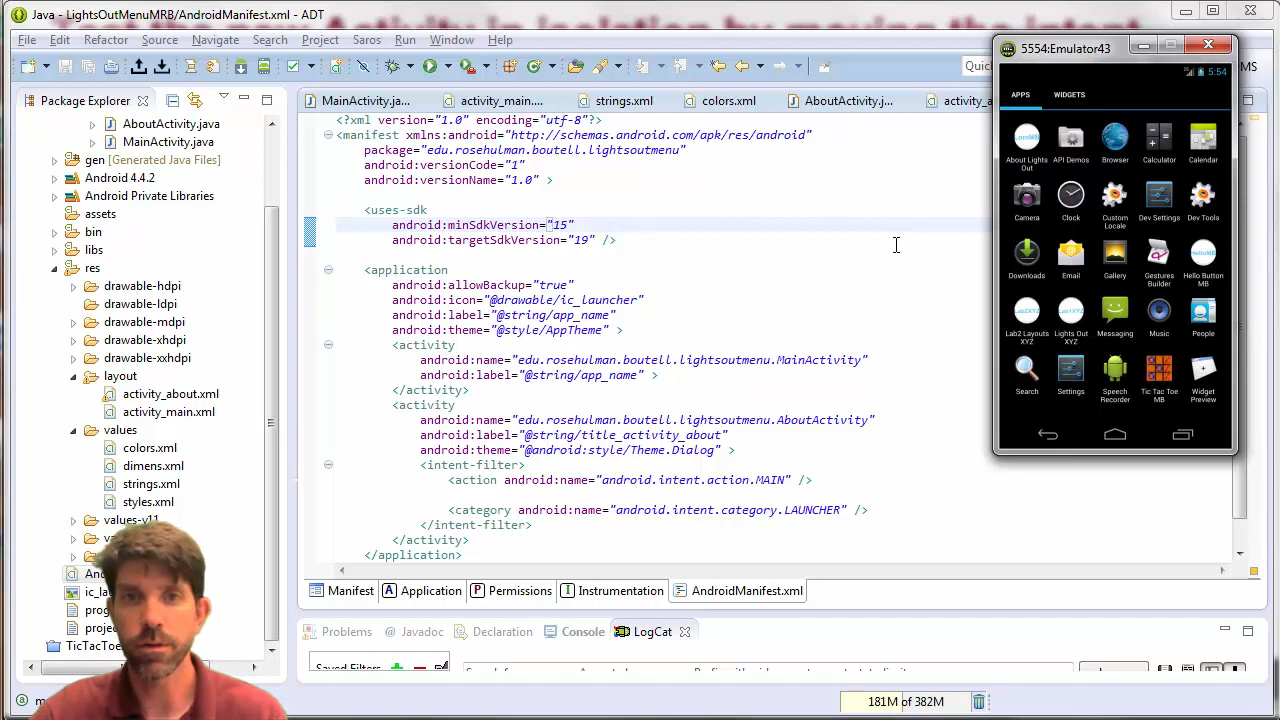 Java - LightsOutMenuMRB/AndroidManifest.xml - ADT
File Edit Refactor Source Navigate Search Project Saros Run Window Help
Quick
MS
Package Explorer
AboutActivity.java
MainActivity.java
gen [Generated Java Files]
Android 4.4.2
Android Private Libraries
assets
bin
libs
res
drawable-hdpi
drawable-ldpi
drawable-mdpi
drawable-xhdpi
drawable-xxhdpi
layout
activity_about.xml
activity_main.xml
values
colors.xml
dimens.xml
strings.xml
styles.xml
values-v11
MainActivity.ja... activity_main.... strings.xml colors.xml AboutActivity.j... activity_a
<?xml version="1.0" encoding="utf-8"?>
<manifest xmlns:android="http://schemas.android.com/apk/res/android"
package="edu.rosehulman.boutell.lightsoutmenu"
android:versionCode="1"
android:versionName="1.0" >
<uses-sdk
android:minSdkVersion="15"
android:targetSdkVersion="19" />
<application
android:allowBackup="true"
android:icon="@drawable/ic_launcher"
android:label="@string/app_name"
android:theme="@style/AppTheme" >
<activity
android:name="edu.rosehulman.boutell.lightsoutmenu.MainActivity"
android:label="@string/app_name" >
</activity>
<activity
android:name="edu.rosehulman.boutell.lightsoutmenu.AboutActivity"
android:label="@string/title_activity_about"
android:theme="@android:style/Theme.Dialog" >
<intent-filter>
<action android:name="android.intent.action.MAIN" />
<category android:name="android.intent.category.LAUNCHER" />
</intent-filter>
</activity>
</application>
Manifest Application Permissions Instrumentation AndroidManifest.xml
Problems Javadoc Declaration Console LogCat
Saved Filters
181M of 382M
5554:Emulator43
5:54
APPS WIDGETS
About Lights Out
API Demos
Browser
Calculator
Calendar
Camera
Clock
Custom Locale
Dev Settings
Dev Tools
Downloads
Email
Gallery
Gestures Builder
Hello Button MB
Lab2 Layouts XYZ
Lights Out XYZ
Messaging
Music
People
Search
Settings
Speech Recorder
Tic Tac Toe MB
Widget Preview